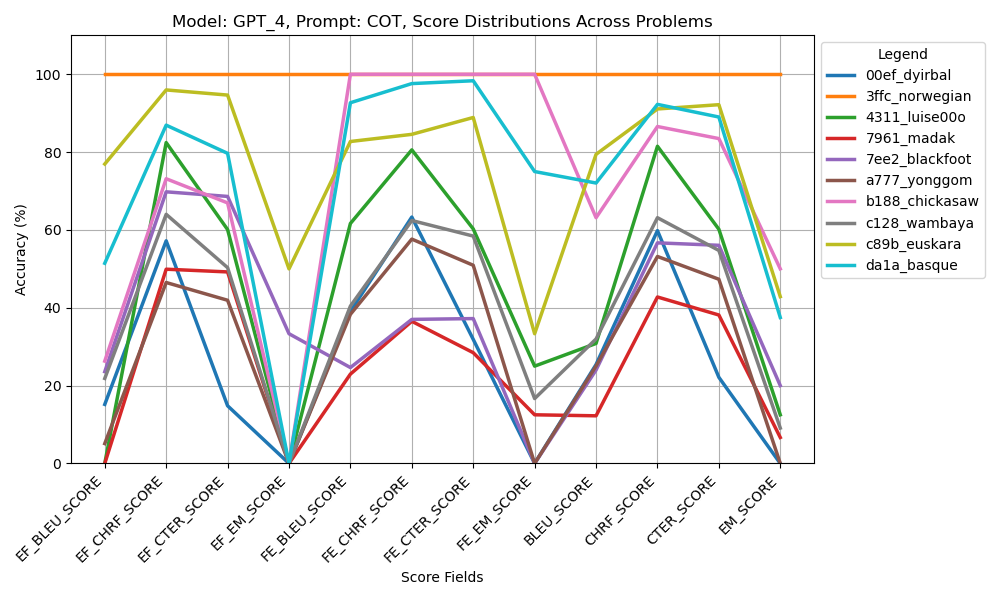 Model: GPT_4, Prompt: COT, Score Distributions Across Problems
Accuracy (%)
100
80
60
40
20
0
EF_BLEU_SCORE
EF_CHRF_SCORE
EF_CTER_SCORE
EF_EM_SCORE
FE_BLEU_SCORE
FE_CHRF_SCORE
FE_CTER_SCORE
FE_EM_SCORE
BLEU_SCORE
CHRF_SCORE
CTER_SCORE
EM_SCORE
Score Fields
Legend
00ef_dyirbal
3ffc_norwegian
4311_luise00o
7961_madak
7ee2_blackfoot
a777_yonggom
b188_chickasaw
c128_wambaya
c89b_euskara
da1a_basque